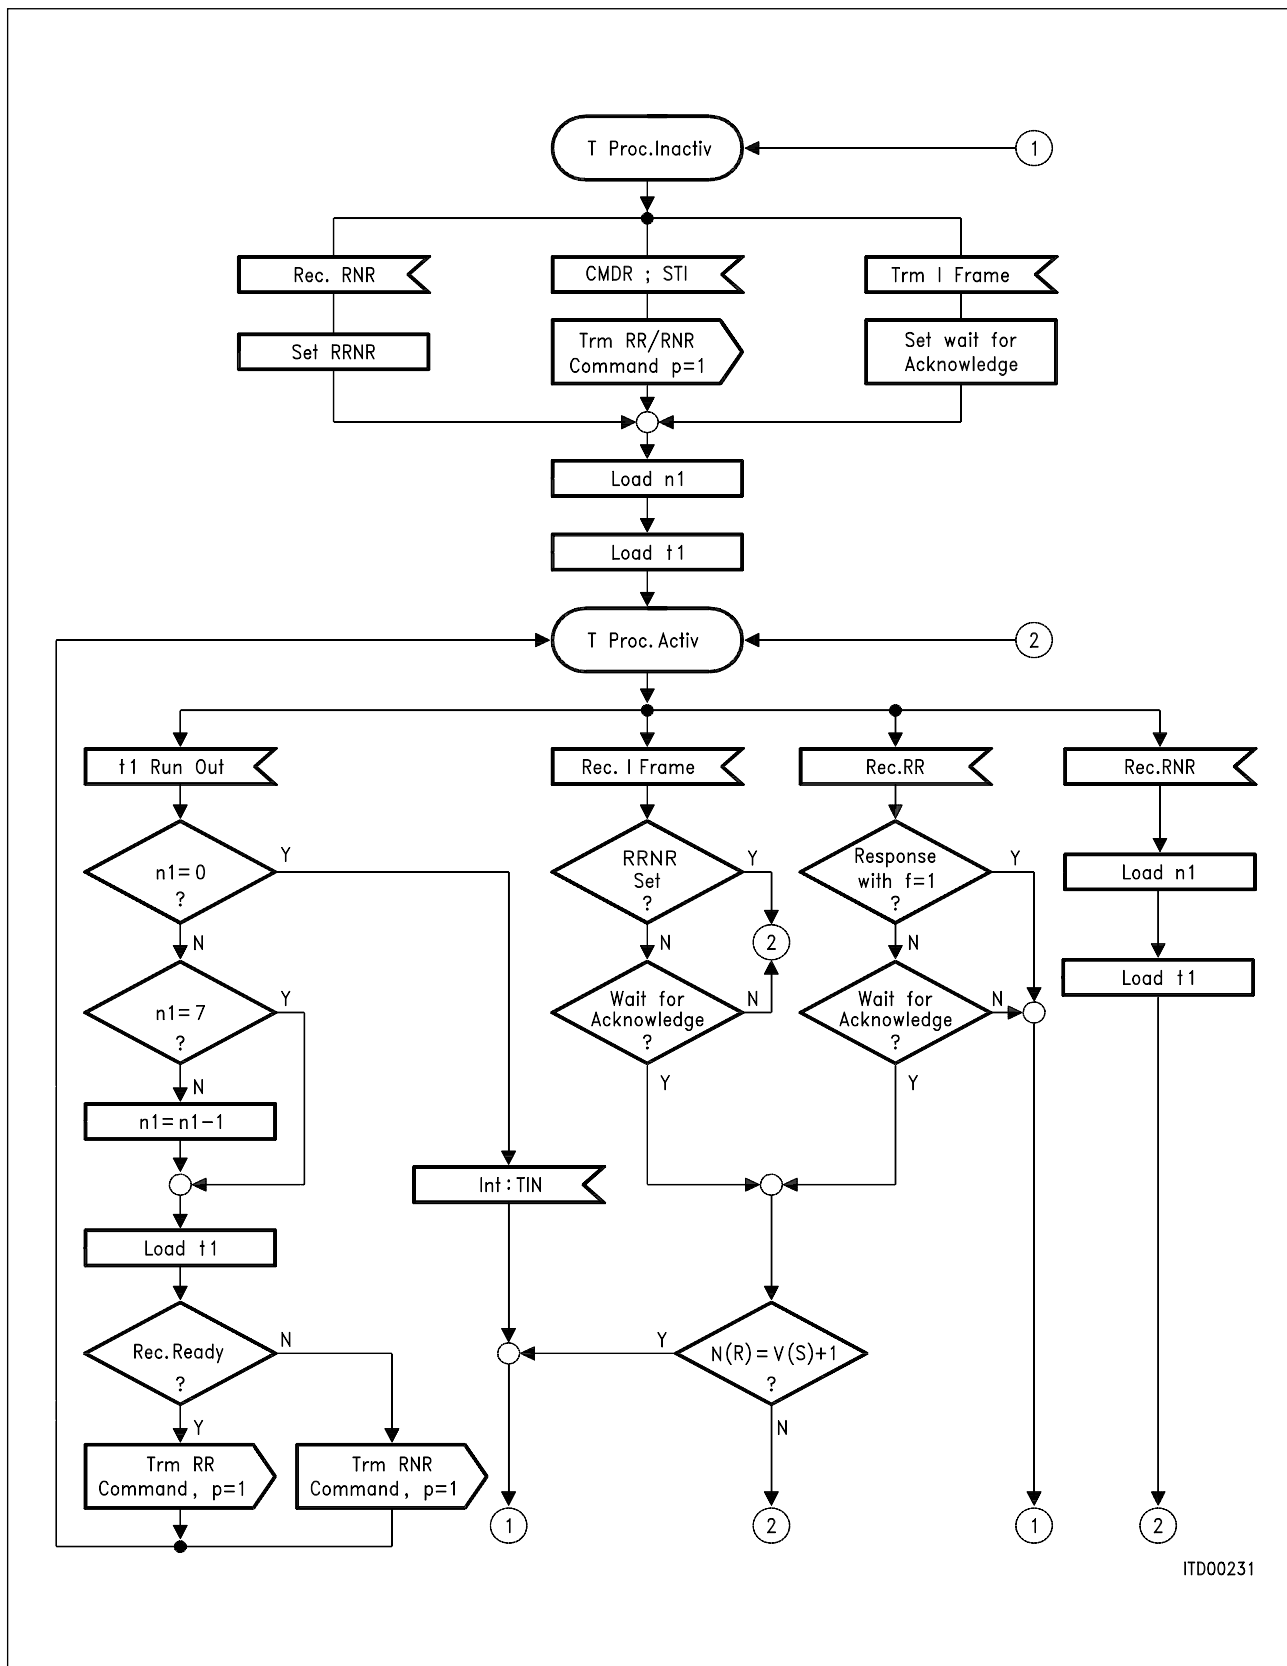 T Proc.Inactiv
1
Rec. RNR
CMDR ; STI
Trm I Frame
Set RRNR
Trm RR/RNR
Command p=1
Set wait for
Acknowledge
Load n1
Load t1
T Proc.Activ
2
t1 Run Out
Rec. I Frame
Rec.RR
Rec.RNR
n1=0
?
Y
N
RRNR
Set
?
Y
N
2
Response
with f=1
?
Y
N
Load n1
n1=7
?
Y
N
Wait for
Acknowledge
?
N
Y
Wait for
Acknowledge
?
N
Y
Load t1
n1=n1-1
Int:TIN
Load t1
Rec.Ready
?
N
Y
N(R)=V(S)+1
?
Y
N
Trm RR
Command, p=1
Trm RNR
Command, p=1
1
2
1
2
ITD00231